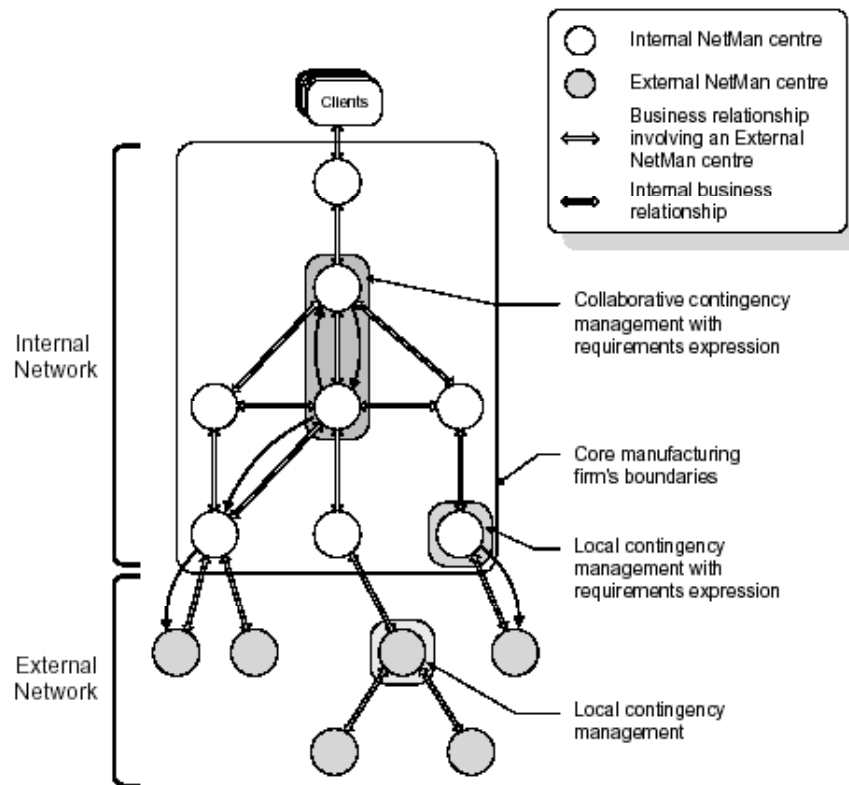 Internal NetMan centre
External NetMan centre
Business relationship
involving an External
NetMan centre
Internal business
relationship
Clients
Internal
Network
Collaborative contingency
management with
requirements expression
Core manufacturing
firm's boundaries
Local contingency
management with
requirements expression
External
Network
Local contingency
management